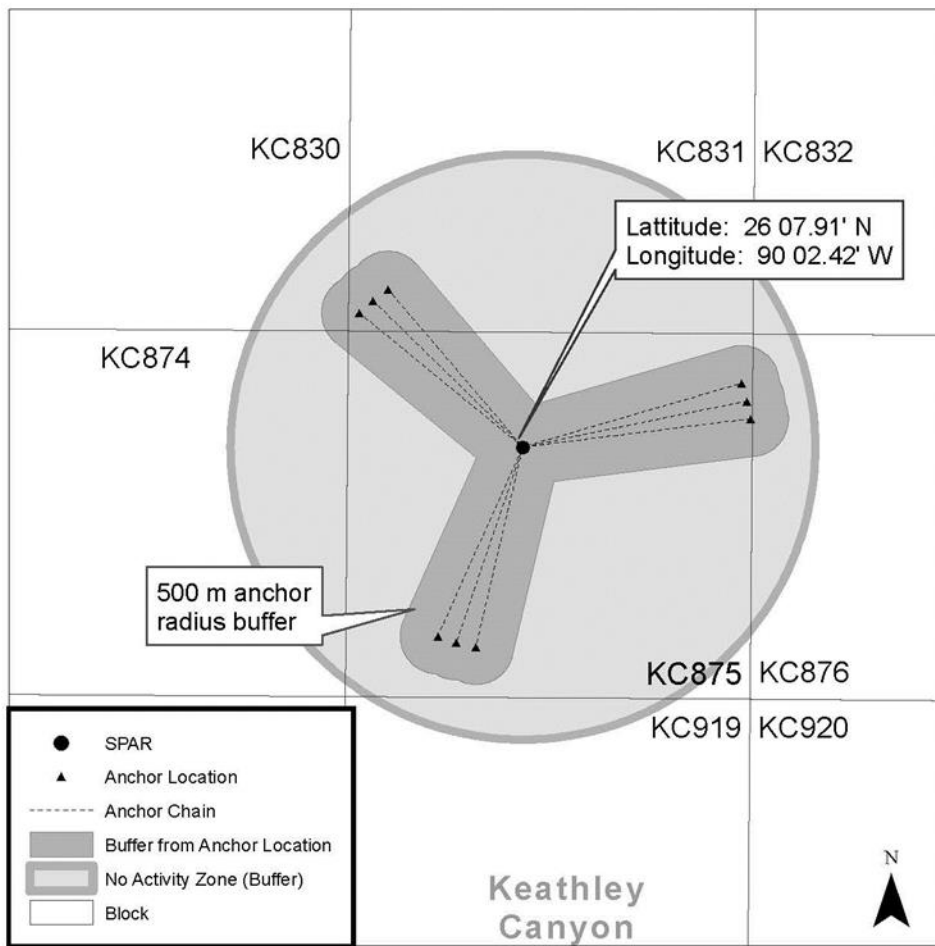 KC830
KC831
KC832
Lattitude: 26 07.91' N
Longitude: 90 02.42' W
KC874
500 m anchor
radius buffer
KC875
KC876
KC919
KC920
SPAR
Anchor Location
Anchor Chain
Buffer from Anchor Location
No Activity Zone (Buffer)
Block
Keathley
Canyon
N